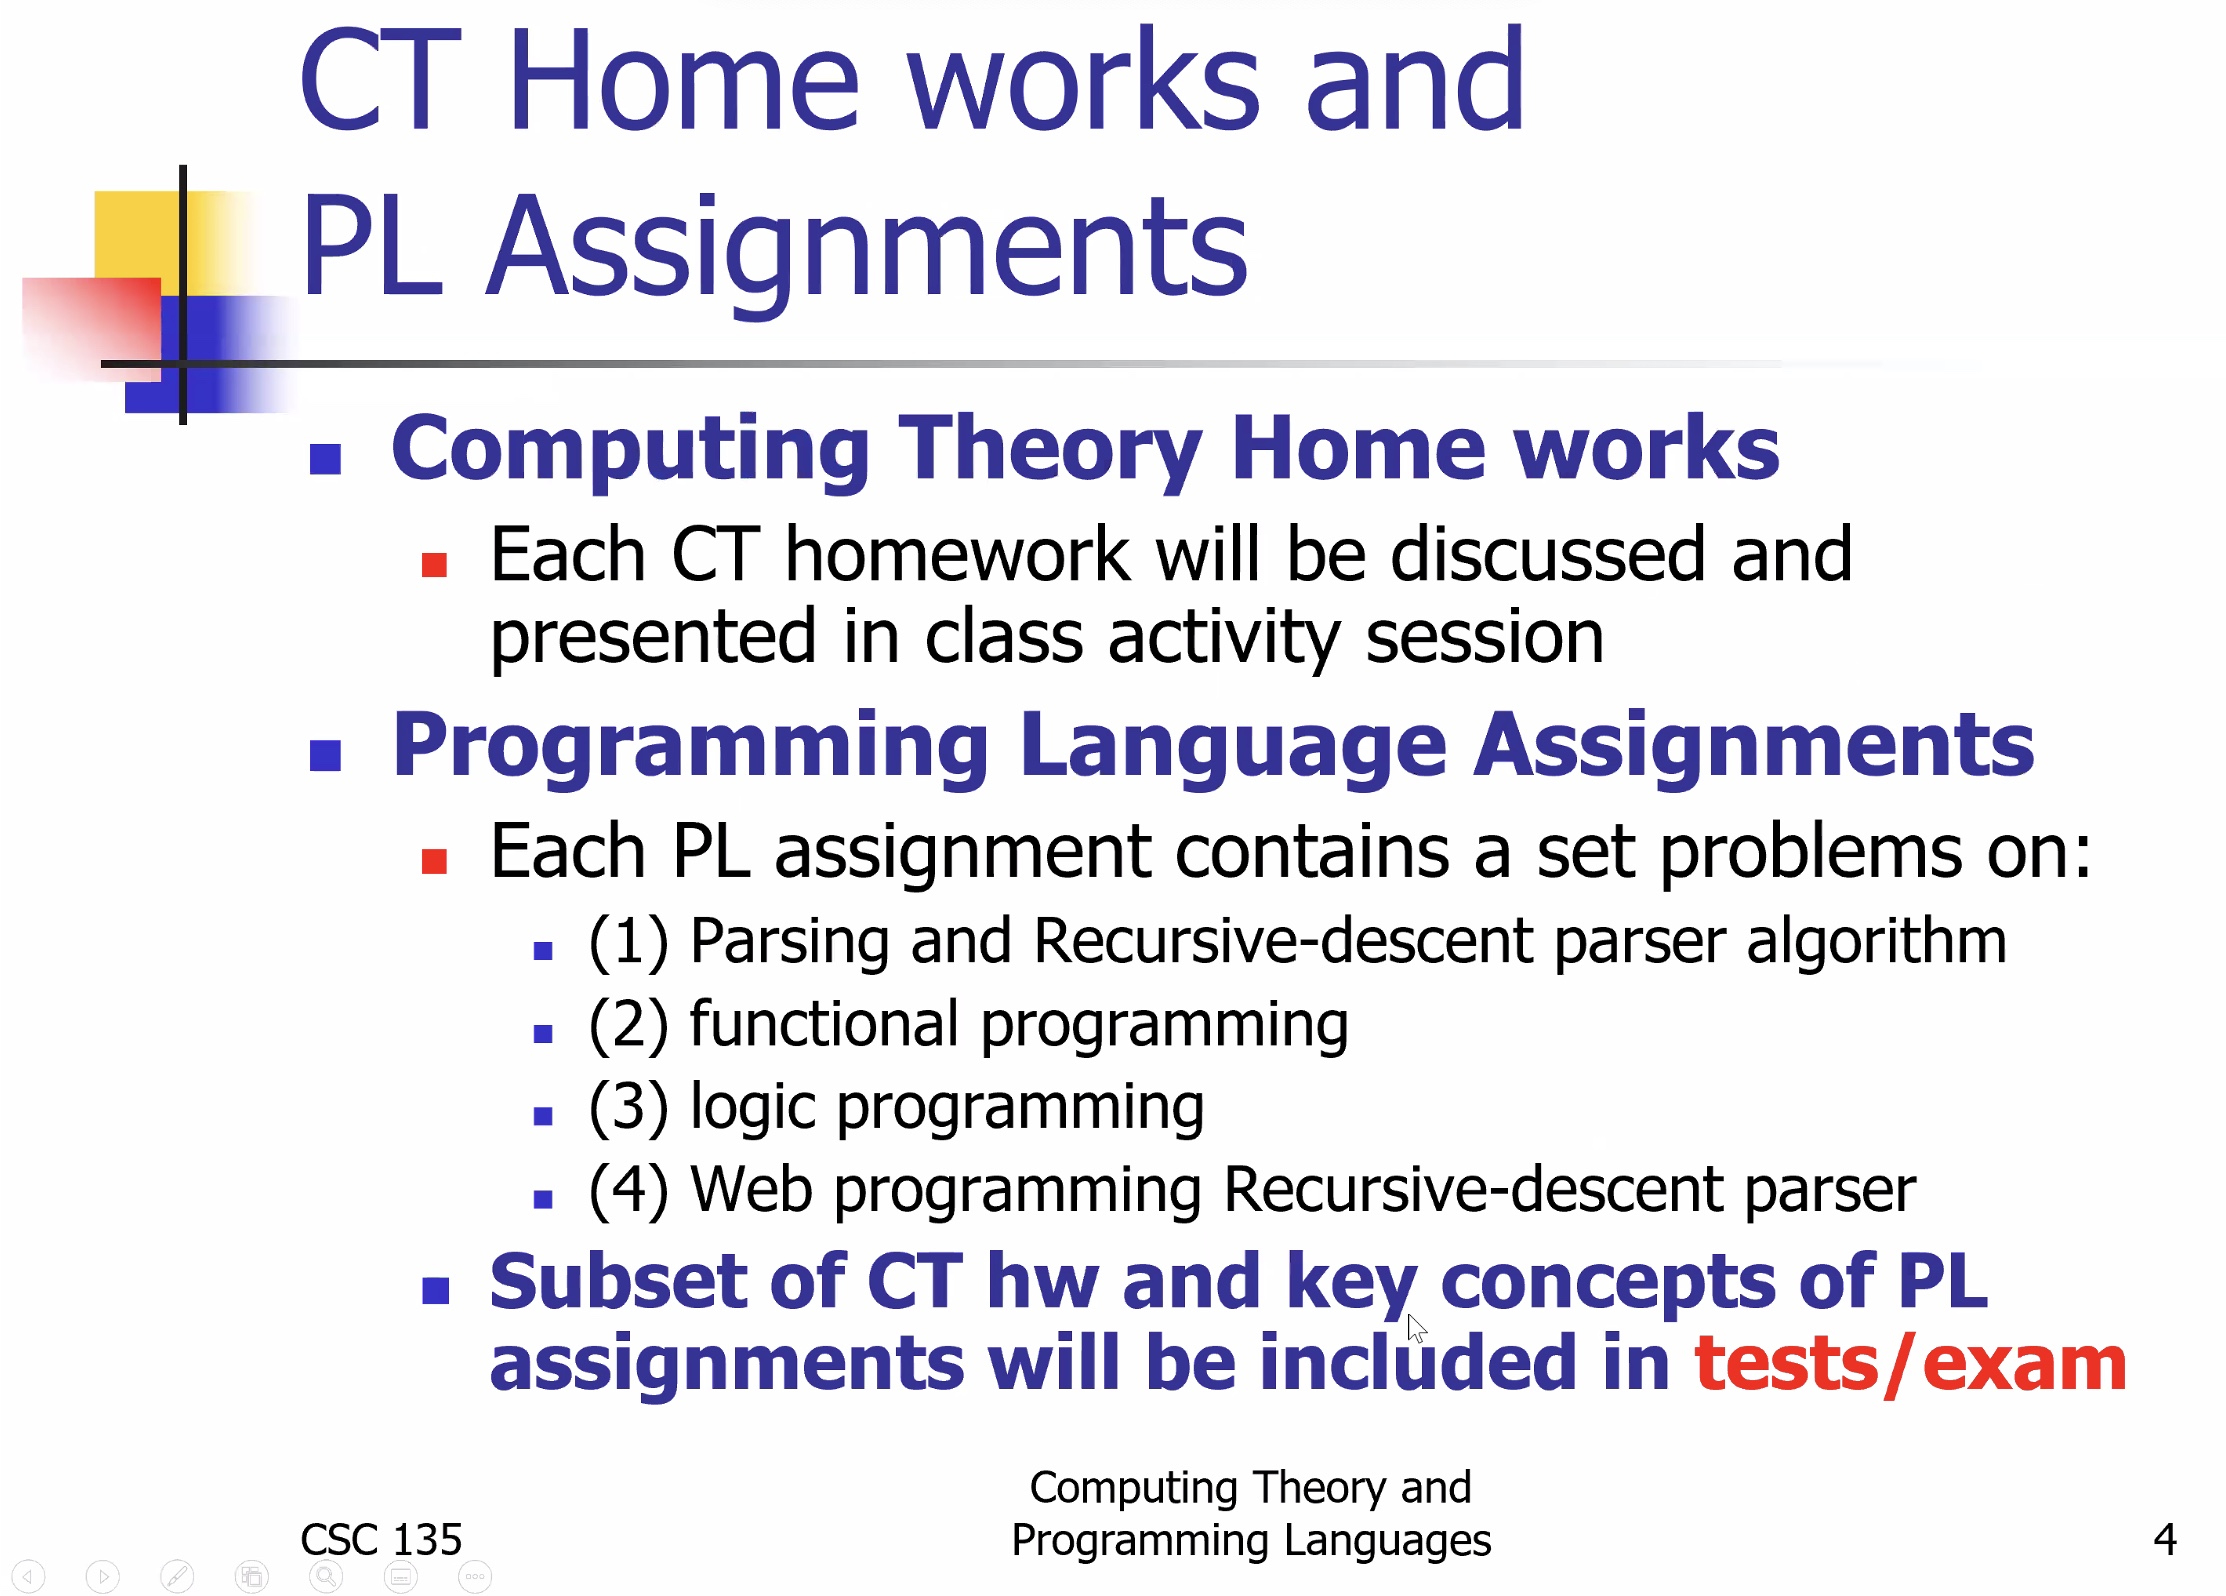 CT Home works and
PL Assignments
Computing Theory Home works
Each CT homework will be discussed and
presented in class activity session
Programming Language Assignments
Each PL assignment contains a set problems on:
(1) Parsing and Recursive-descent parser algorithm
(2) functional programming
(3) logic programming
(4) Web programming Recursive-descent parser
Subset of CT hw and key concepts of PL
assignments will be included in tests/exam
CSC 135
Computing Theory and
Programming Languages
4